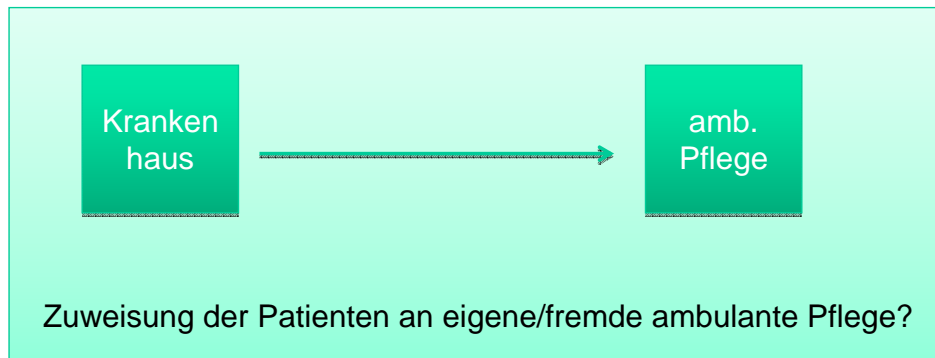 Kranken
haus
amb.
Pflege
Zuweisung der Patienten an eigene/fremde ambulante Pflege?